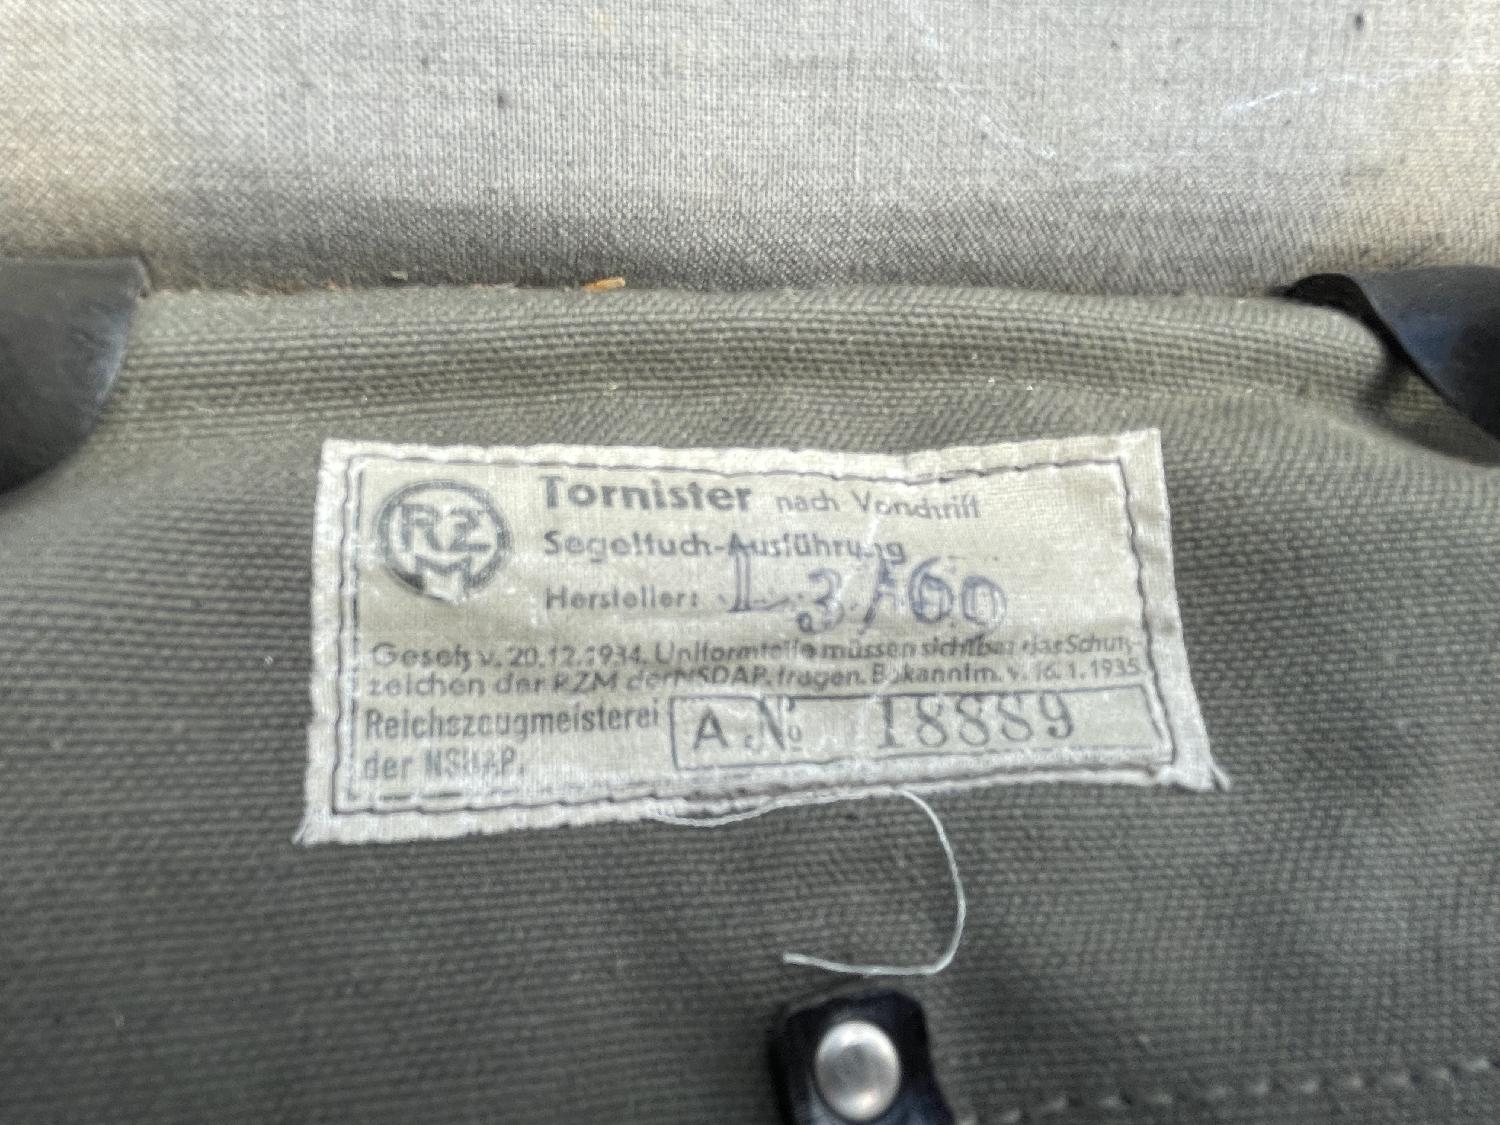 RZM
Tornister nach Vorschrift
Segeltuch-Ausführung
Hersteller: L 3/60
Gesetz v. 20.12.1934. Uniformteile müssen sichtbar das Schutz-
zeichen der RZM der NSDAP. tragen. Bekanntm. v. 16.1.1935
Reichszeugmeisterei
der NSDAP.
A № 18889